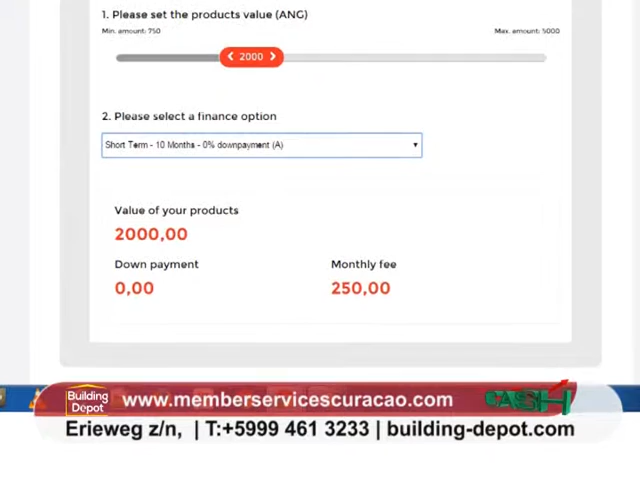 1. Please set the products value (ANG)
Min. amount: 750
Max. amount: 5000
2000
2. Please select a finance option
Short Term - 10 Months - 0% downpayment (A)
Value of your products
2000,00
Down payment
Monthly fee
0,00
250,00
Building
Depot
www.memberservicescuracao.com
CASH
Erieweg z/n, | T:+5999 461 3233 | building-depot.com